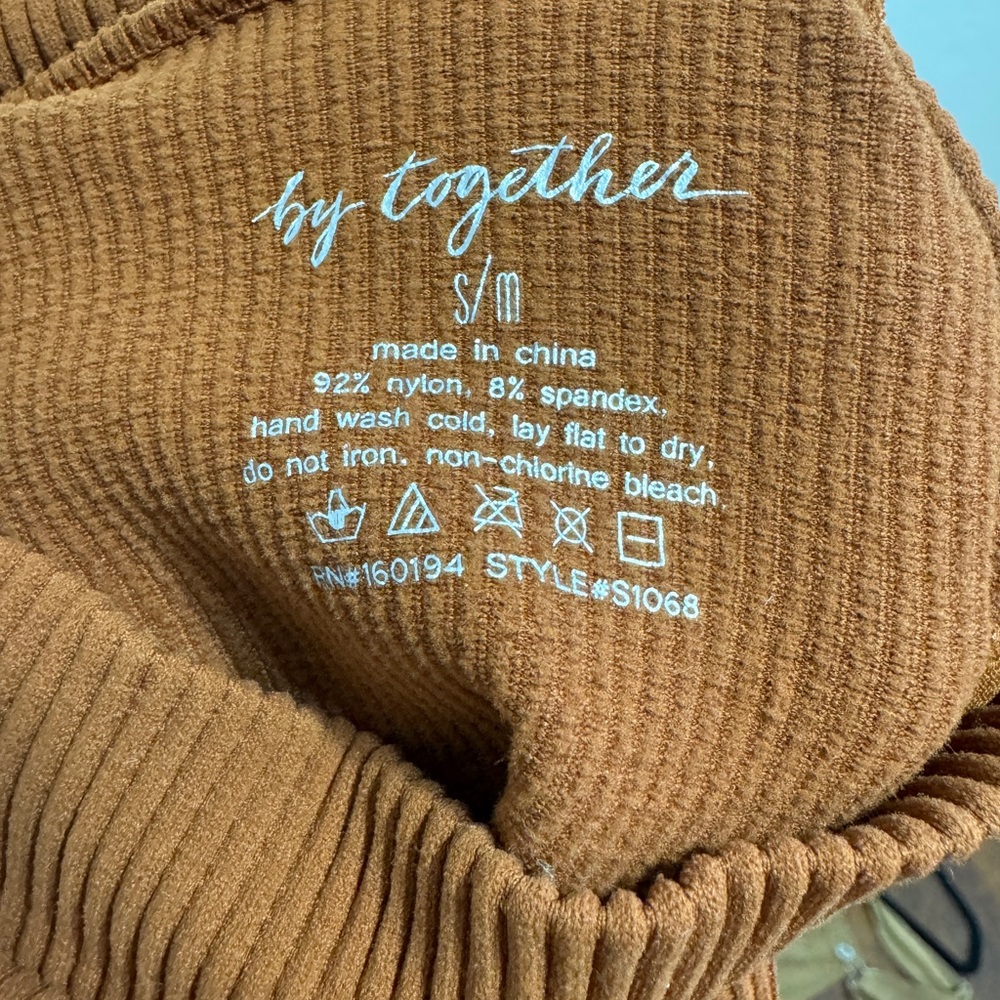 by together
s/m
made in china
92% nylon, 8% spandex,
hand wash cold, lay flat to dry,
do not iron, non-chlorine bleach
RN#160194 STYLE#S1068